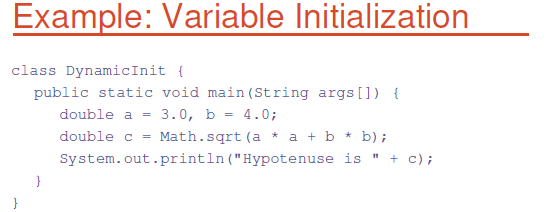 Example: Variable Initialization
class DynamicInit {
public static void main(String args[]) {
double a = 3.0, b = 4.0;
double c = Math.sqrt(a * a + b * b);
System.out.println("Hypotenuse is " + c);
}
}